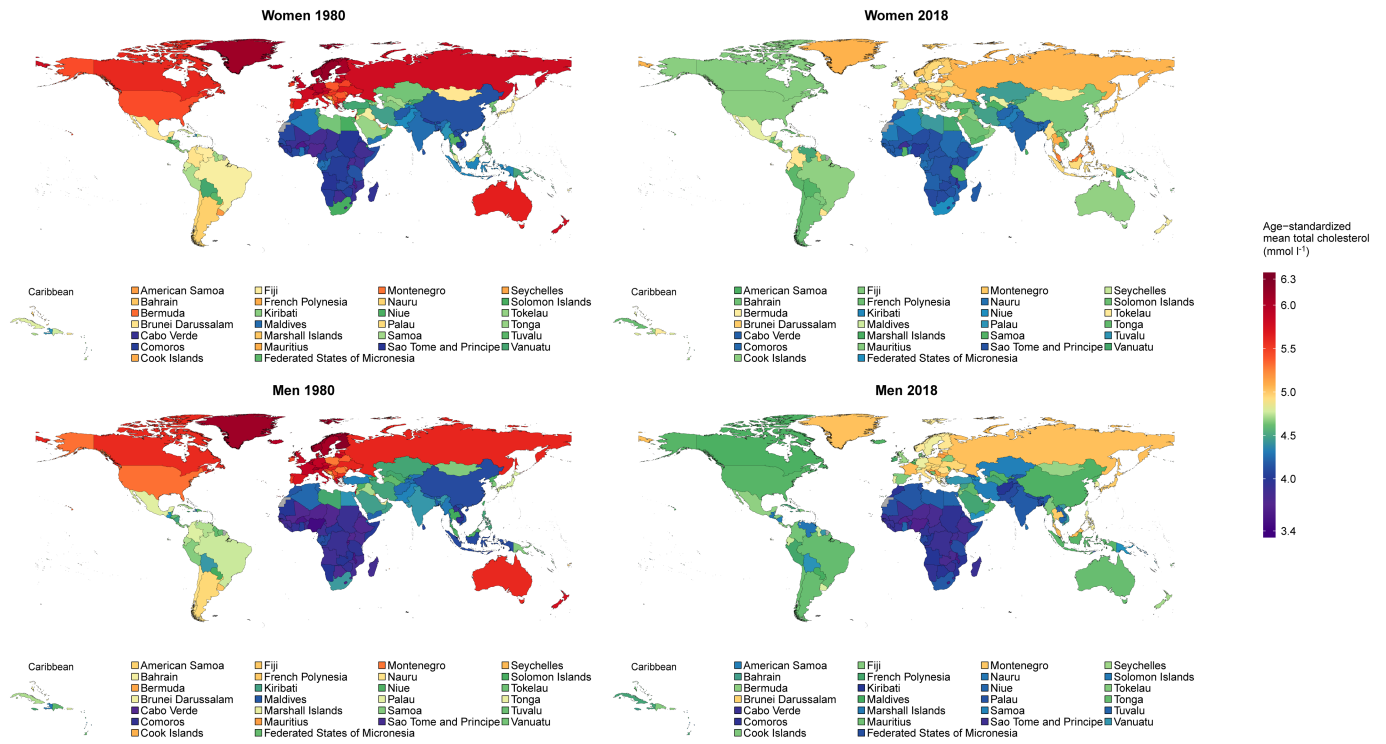 Women 1980
Women 2018
Caribbean
American Samoa
Bahrain
Bermuda
Brunei Darussalam
Cabo Verde
Comoros
Cook Islands
Fiji
French Polynesia
Kiribati
Maldives
Marshall Islands
Mauritius
Federated States of Micronesia
Montenegro
Nauru
Niue
Palau
Samoa
Sao Tome and Principe
Seychelles
Solomon Islands
Tokelau
Tonga
Tuvalu
Vanuatu
Caribbean
American Samoa
Bahrain
Bermuda
Brunei Darussalam
Cabo Verde
Comoros
Cook Islands
Fiji
French Polynesia
Kiribati
Maldives
Marshall Islands
Mauritius
Federated States of Micronesia
Montenegro
Nauru
Niue
Palau
Samoa
Sao Tome and Principe
Seychelles
Solomon Islands
Tokelau
Tonga
Tuvalu
Vanuatu
Men 1980
Men 2018
Caribbean
American Samoa
Bahrain
Bermuda
Brunei Darussalam
Cabo Verde
Comoros
Cook Islands
Fiji
French Polynesia
Kiribati
Maldives
Marshall Islands
Mauritius
Federated States of Micronesia
Montenegro
Nauru
Niue
Palau
Samoa
Sao Tome and Principe
Seychelles
Solomon Islands
Tokelau
Tonga
Tuvalu
Vanuatu
Caribbean
American Samoa
Bahrain
Bermuda
Brunei Darussalam
Cabo Verde
Comoros
Cook Islands
Fiji
French Polynesia
Kiribati
Maldives
Marshall Islands
Mauritius
Federated States of Micronesia
Montenegro
Nauru
Niue
Palau
Samoa
Sao Tome and Principe
Seychelles
Solomon Islands
Tokelau
Tonga
Tuvalu
Vanuatu
Age−standardized
mean total cholesterol
(mmol l⁻¹)
6.3
5.0
5.5
5.0
4.5
4.0
3.4